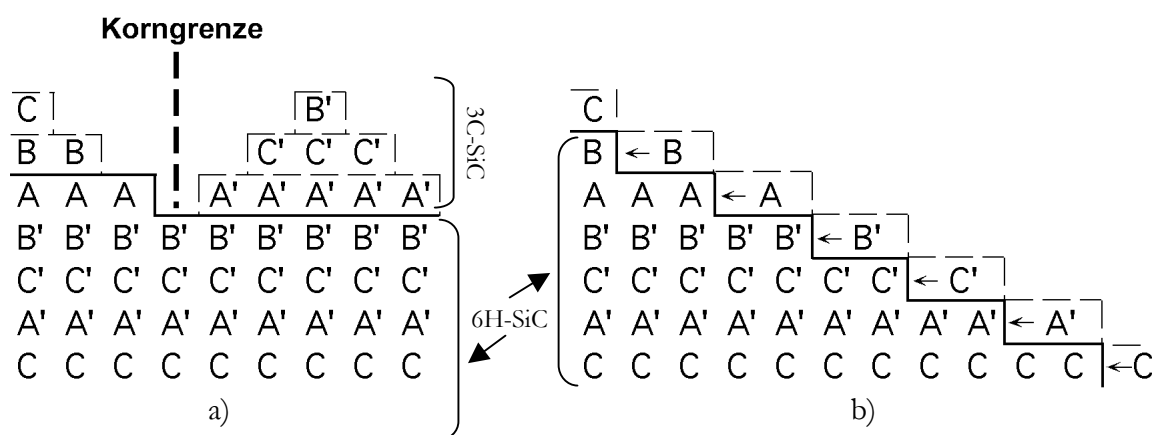 Korngrenze
C B' C
B B C' C' C' 3C-SiC B ← B
A A A A' A' A' A' A' A A A ← A
B' B' B' B' B' B' B' B' B' B' B' B' B' B' ← B'
C' C' C' C' C' C' C' C' C' C' C' C' C' C' C' C' ← C'
A' A' A' A' A' A' A' A' A' 6H-SiC A' A' A' A' A' A' A' A' A' ← A'
C C C C C C C C C C C C C C C C C C C C ← C
a) b)